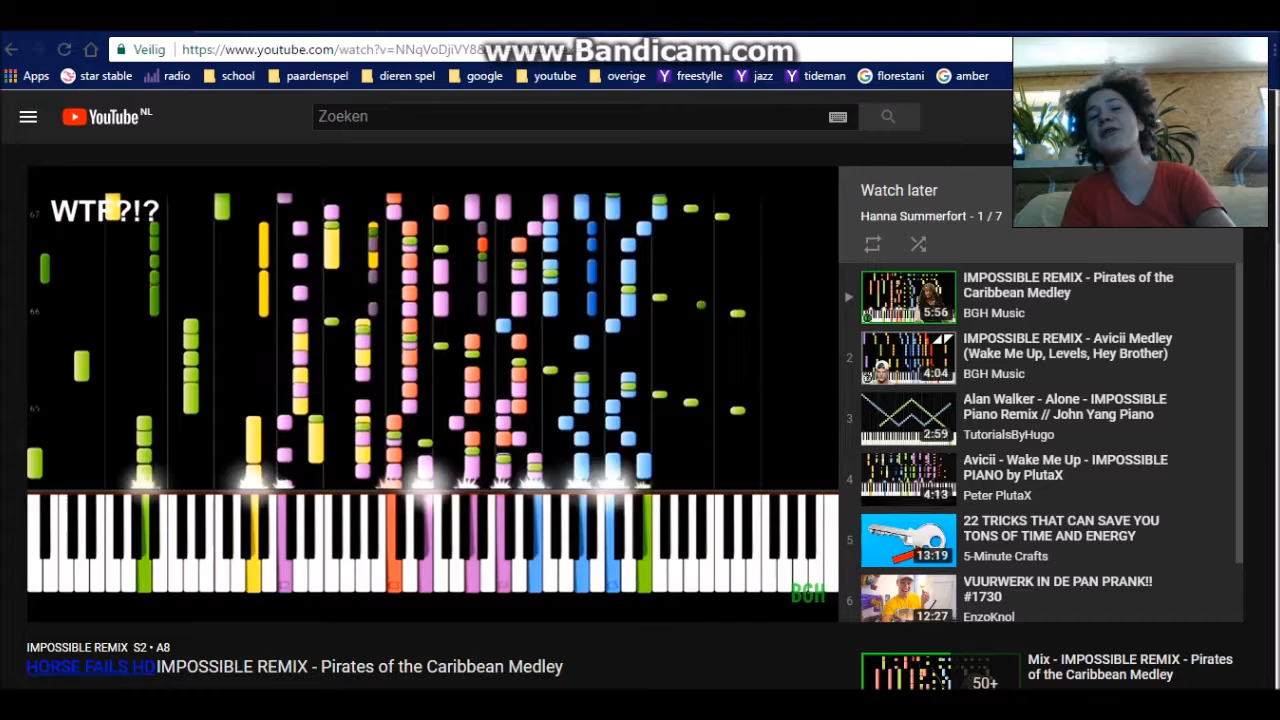 www.Bandicam.com
Veilig
https://www.youtube.com/watch?v=NNqVoDjiVY8&
Apps star stable radio school paardenspel dieren spel google youtube overige freestylle jazz tideman florestani amber
YouTube NL
Zoeken
WTF?!?
67
66
65
BGH
IMPOSSIBLE REMIX S2 • A8
HORSE FAILS HDIMPOSSIBLE REMIX - Pirates of the Caribbean Medley
Watch later
Hanna Summerfort - 1 / 7
5:56
IMPOSSIBLE REMIX - Pirates of the
Caribbean Medley
BGH Music
2
4:04
IMPOSSIBLE REMIX - Avicii Medley
(Wake Me Up, Levels, Hey Brother)
BGH Music
3
2:59
Alan Walker - Alone - IMPOSSIBLE
Piano Remix // John Yang Piano
TutorialsByHugo
4
4:13
Avicii - Wake Me Up - IMPOSSIBLE
PIANO by PlutaX
Peter PlutaX
5
13:19
22 TRICKS THAT CAN SAVE YOU
TONS OF TIME AND ENERGY
5-Minute Crafts
6
12:27
VUURWERK IN DE PAN PRANK!!
#1730
EnzoKnol
50+
Mix - IMPOSSIBLE REMIX - Pirates
of the Caribbean Medley